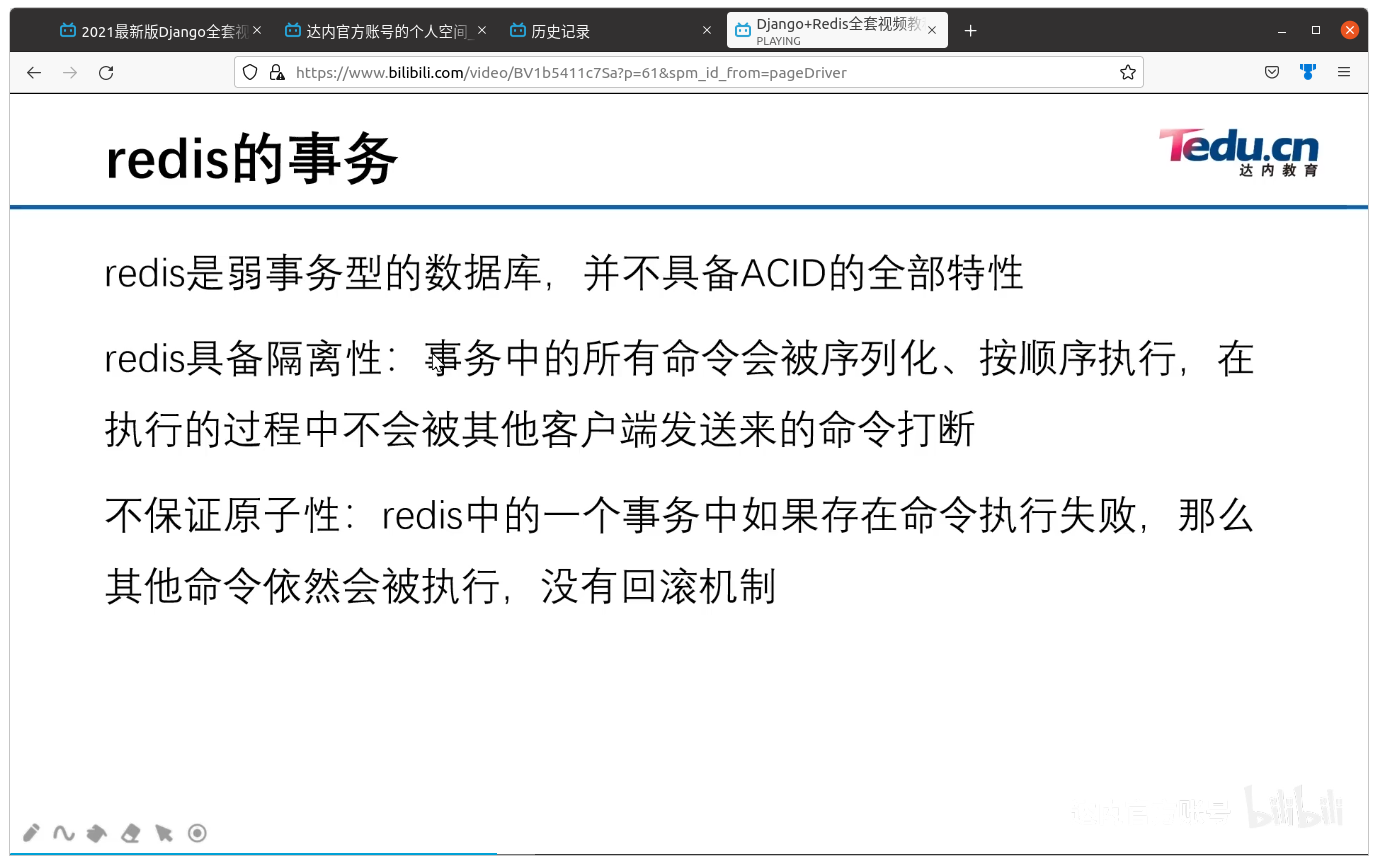 2021最新版Django全套视
达内官方账号的个人空间_
历史记录
Django+Redis全套视频教
PLAYING
https://www.bilibili.com/video/BV1b5411c7Sa?p=61&spm_id_from=pageDriver
redis的事务
Tedu.cn
达内教育
redis是弱事务型的数据库，并不具备ACID的全部特性
redis具备隔离性：事务中的所有命令会被序列化、按顺序执行，在
执行的过程中不会被其他客户端发送来的命令打断
不保证原子性：redis中的一个事务中如果存在命令执行失败，那么
其他命令依然会被执行，没有回滚机制
达内官方账号 bilibili